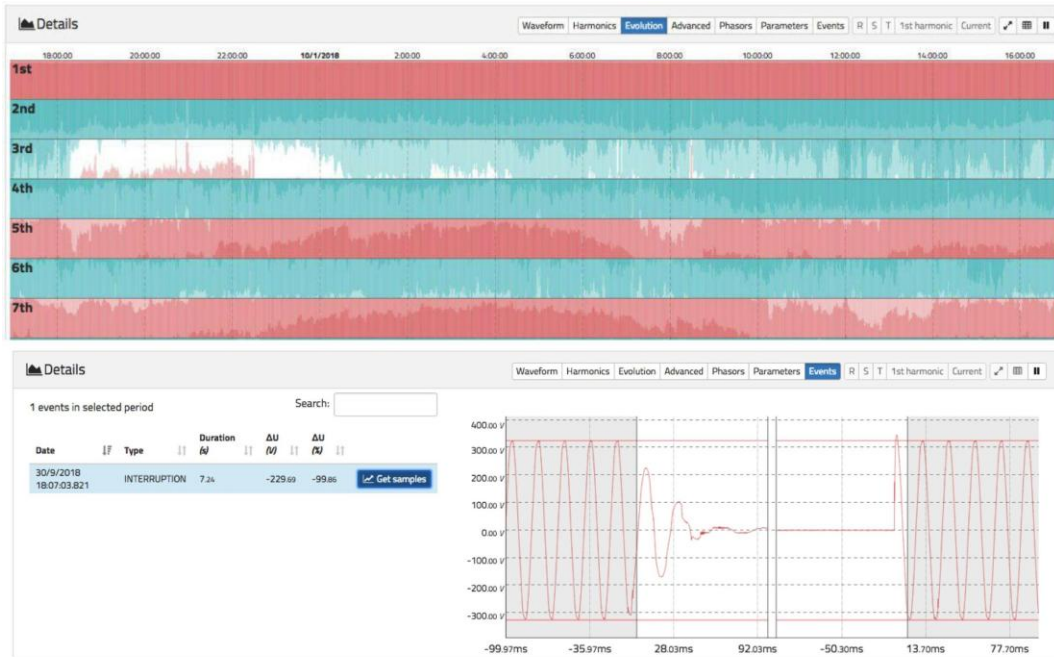 Details
Waveform Harmonics Evolution Advanced Phasors Parameters Events R S T 1st harmonic Current
18:00:00 20:00:00 22:00:00 10/1/2018 2:00:00 4:00:00 6:00:00 8:00:00 10:00:00 12:00:00 14:00:00 16:00:00
1st
2nd
3rd
4th
5th
6th
7th
Details
Waveform Harmonics Evolution Advanced Phasors Parameters Events R S T 1st harmonic Current
1 events in selected period Search:
Date Type Duration (s) ΔU (V) ΔU (%)
30/9/2018 18:07:03.821 INTERRUPTION 7.24 -229.69 -99.86 Get samples
400.00 V
300.00 V
200.00 V
100.00 V
0.00 V
-100.00 V
-200.00 V
-300.00 V
-99.97ms -35.97ms 28.03ms 92.03ms -50.30ms 13.70ms 77.70ms